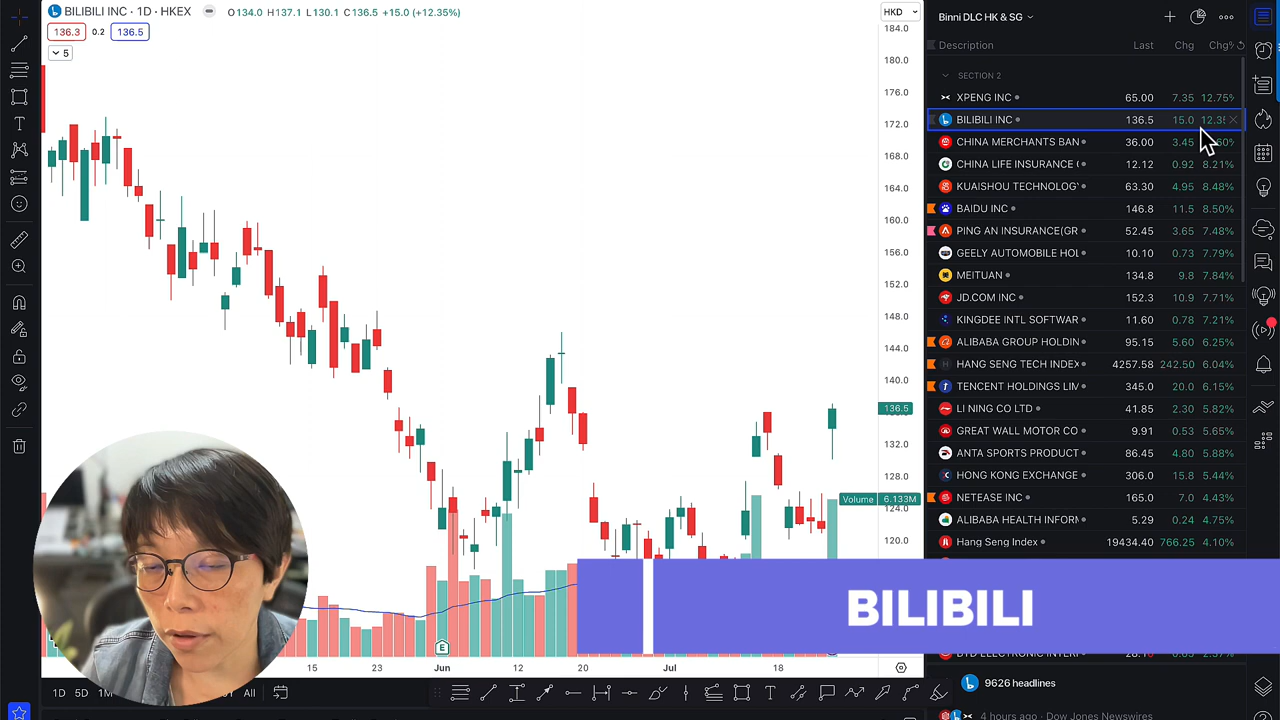 BILIBILI INC · 1D · HKEX
O134.0 H137.1 L130.1 C136.5 +15.0 (+12.35%)
136.3 0.2 136.5
5
HKD
184.0
180.0
176.0
172.0
168.0
164.0
160.0
156.0
152.0
148.0
144.0
140.0
136.5
132.0
128.0
Volume 6.133M
124.0
120.0
15 23 Jun 12 20 Jul 18
E
1D 5D 1M All
Binni DLC HK & SG
Description Last Chg Chg%
SECTION 2
XPENG INC 65.00 7.35 12.75%
BILIBILI INC 136.5 15.0 12.3
CHINA MERCHANTS BAN 36.00 3.45 60%
CHINA LIFE INSURANCE ( 12.12 0.92 8.21%
KUAISHOU TECHNOLOGY 63.30 4.95 8.48%
BAIDU INC 146.8 11.5 8.50%
PING AN INSURANCE(GR 52.45 3.65 7.48%
GEELY AUTOMOBILE HOL 10.10 0.73 7.79%
MEITUAN 134.8 9.8 7.84%
JD.COM INC 152.3 10.9 7.71%
KINGDEE INTL SOFTWAR 11.60 0.78 7.21%
ALIBABA GROUP HOLDIN 95.15 5.60 6.25%
HANG SENG TECH INDEX 4257.58 242.50 6.04%
TENCENT HOLDINGS LIM 345.0 20.0 6.15%
LI NING CO LTD 41.85 2.30 5.82%
GREAT WALL MOTOR CO 9.91 0.53 5.65%
ANTA SPORTS PRODUCT 86.45 4.80 5.88%
HONG KONG EXCHANGE 306.0 15.8 5.44%
NETEASE INC 165.0 7.0 4.43%
ALIBABA HEALTH INFORM 5.29 0.24 4.75%
Hang Seng Index 19434.40 766.25 4.10%
BILIBILI
9626 headlines
4 hours ago · Dow Jones Newswires